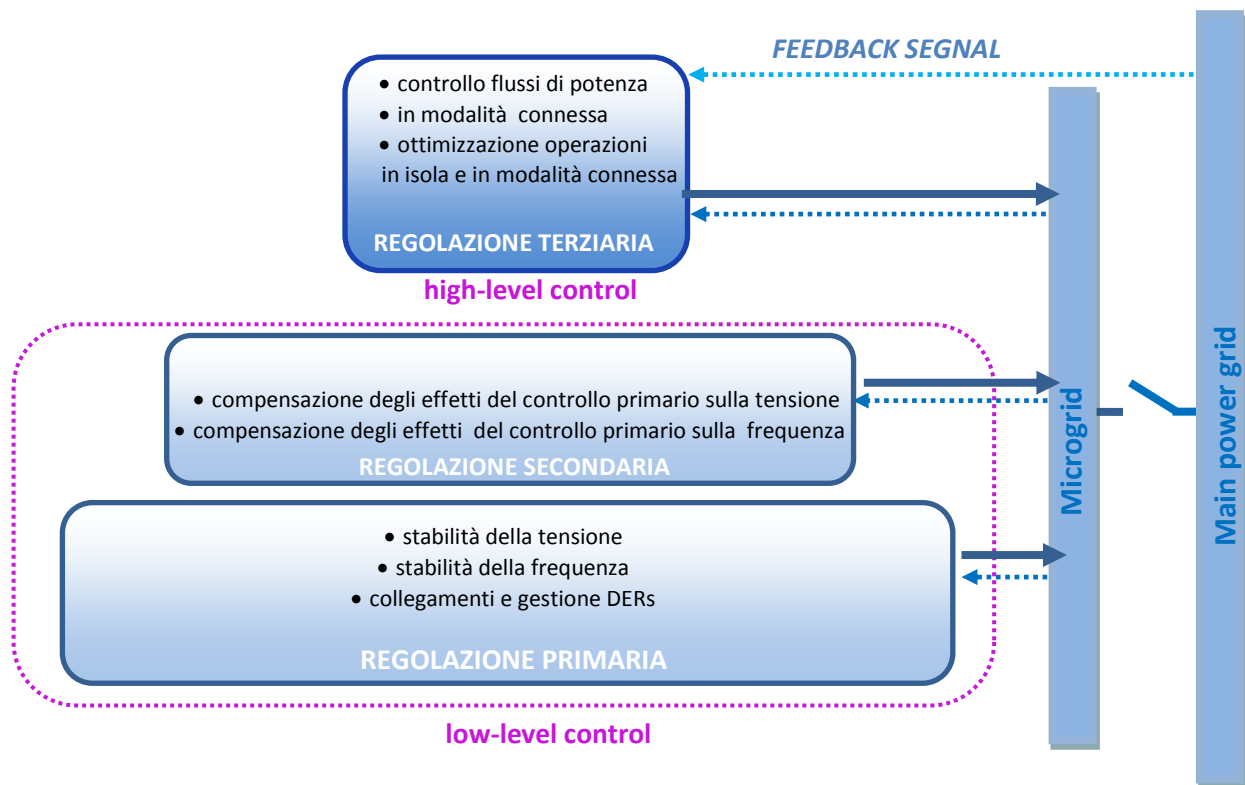 FEEDBACK SEGNAL
• controllo flussi di potenza
• in modalità connessa
• ottimizzazione operazioni
in isola e in modalità connessa
REGOLAZIONE TERZIARIA
high-level control
• compensazione degli effetti del controllo primario sulla tensione
• compensazione degli effetti del controllo primario sulla frequenza
REGOLAZIONE SECONDARIA
• stabilità della tensione
• stabilità della frequenza
• collegamenti e gestione DERs
REGOLAZIONE PRIMARIA
low-level control
Microgrid
Main power grid